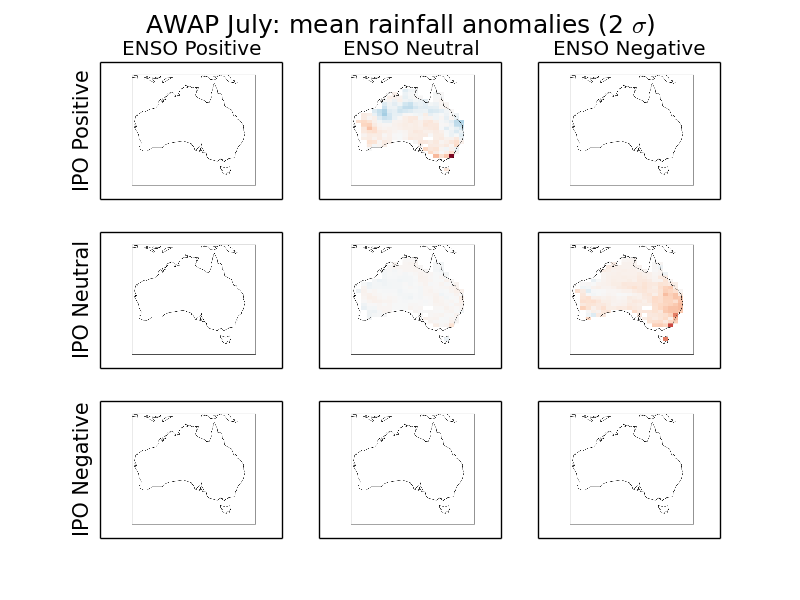 AWAP July: mean rainfall anomalies (2 σ)
ENSO Positive ENSO Neutral ENSO Negative
IPO Positive
IPO Neutral
IPO Negative